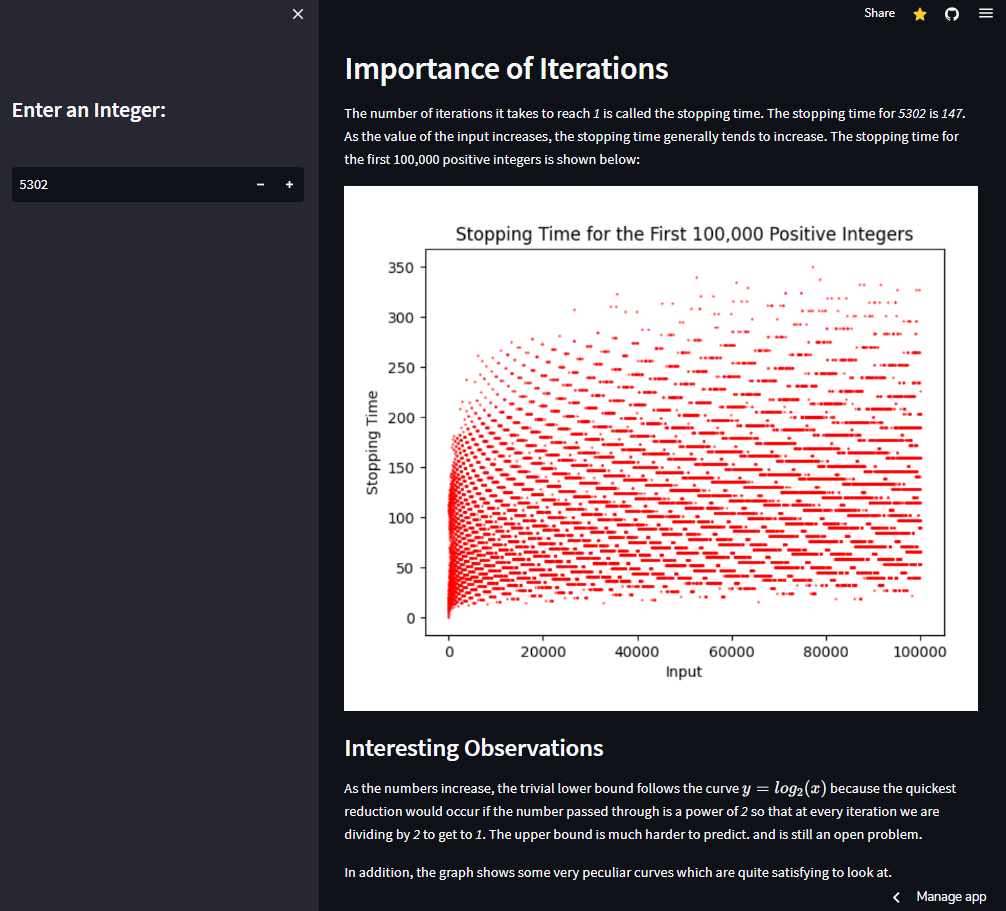 Share
Enter an Integer:
5302
Importance of Iterations
The number of iterations it takes to reach 1 is called the stopping time. The stopping time for 5302 is 147.
As the value of the input increases, the stopping time generally tends to increase. The stopping time for
the first 100,000 positive integers is shown below:
Stopping Time for the First 100,000 Positive Integers
350
300
250
200
150
100
50
0
Stopping Time
0 20000 40000 60000 80000 100000
Input
Interesting Observations
As the numbers increase, the trivial lower bound follows the curve y = log₂(x) because the quickest
reduction would occur if the number passed through is a power of 2 so that at every iteration we are
dividing by 2 to get to 1. The upper bound is much harder to predict. and is still an open problem.
In addition, the graph shows some very peculiar curves which are quite satisfying to look at.
Manage app